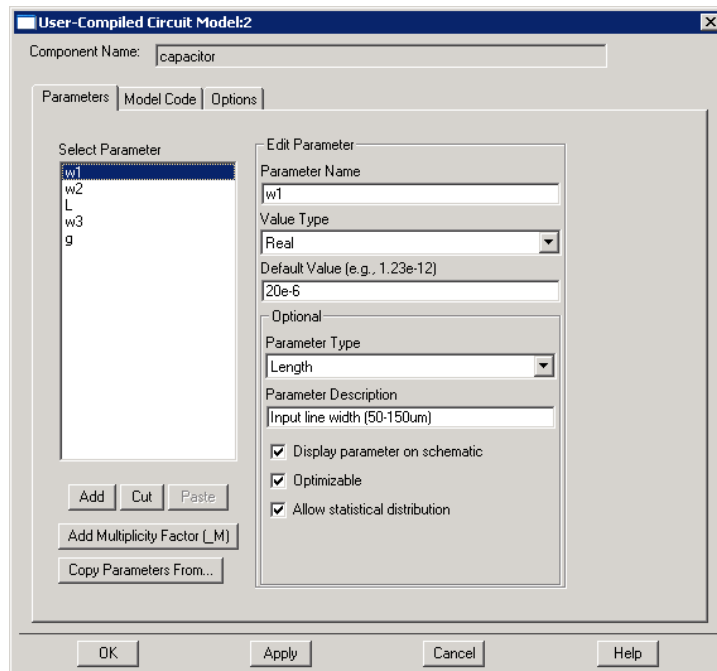 User-Compiled Circuit Model:2
Component Name: capacitor
Parameters Model Code Options
Select Parameter
w1
w2
L
w3
g
Add Cut Paste
Add Multiplicity Factor (_M)
Copy Parameters From...
Edit Parameter
Parameter Name
w1
Value Type
Real
Default Value (e.g., 1.23e-12)
20e-6
Optional
Parameter Type
Length
Parameter Description
Input line width (50-150um)
Display parameter on schematic
Optimizable
Allow statistical distribution
OK Apply Cancel Help